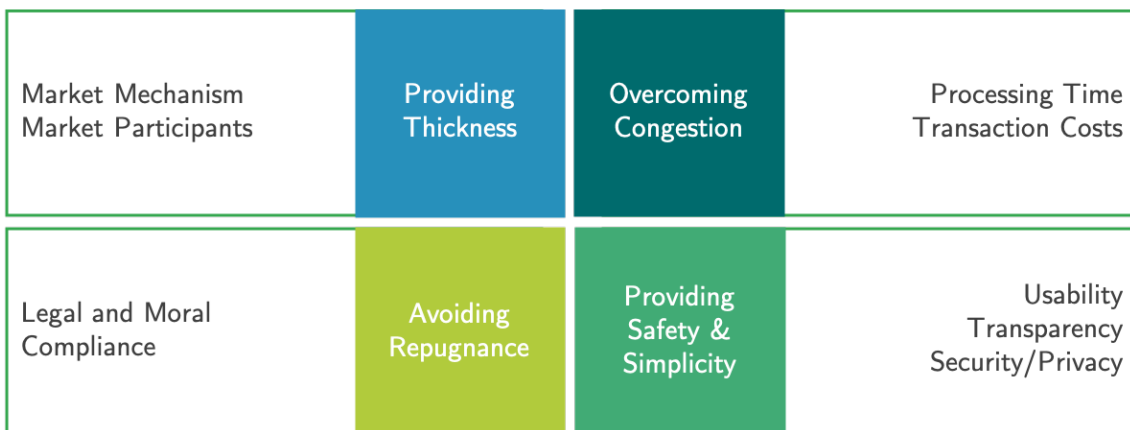 Market Mechanism
Market Participants
Providing
Thickness
Overcoming
Congestion
Processing Time
Transaction Costs
Legal and Moral
Compliance
Avoiding
Repugnance
Providing
Safety &
Simplicity
Usability
Transparency
Security/Privacy